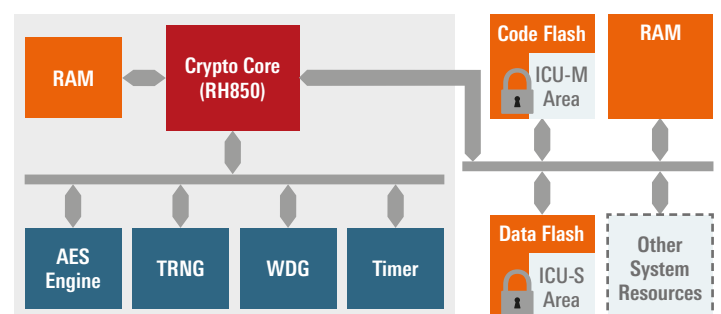 RAM
Crypto Core
(RH850)
AES
Engine
TRNG
WDG
Timer
Code Flash
ICU-M
Area
RAM
Data Flash
ICU-S
Area
Other
System
Resources